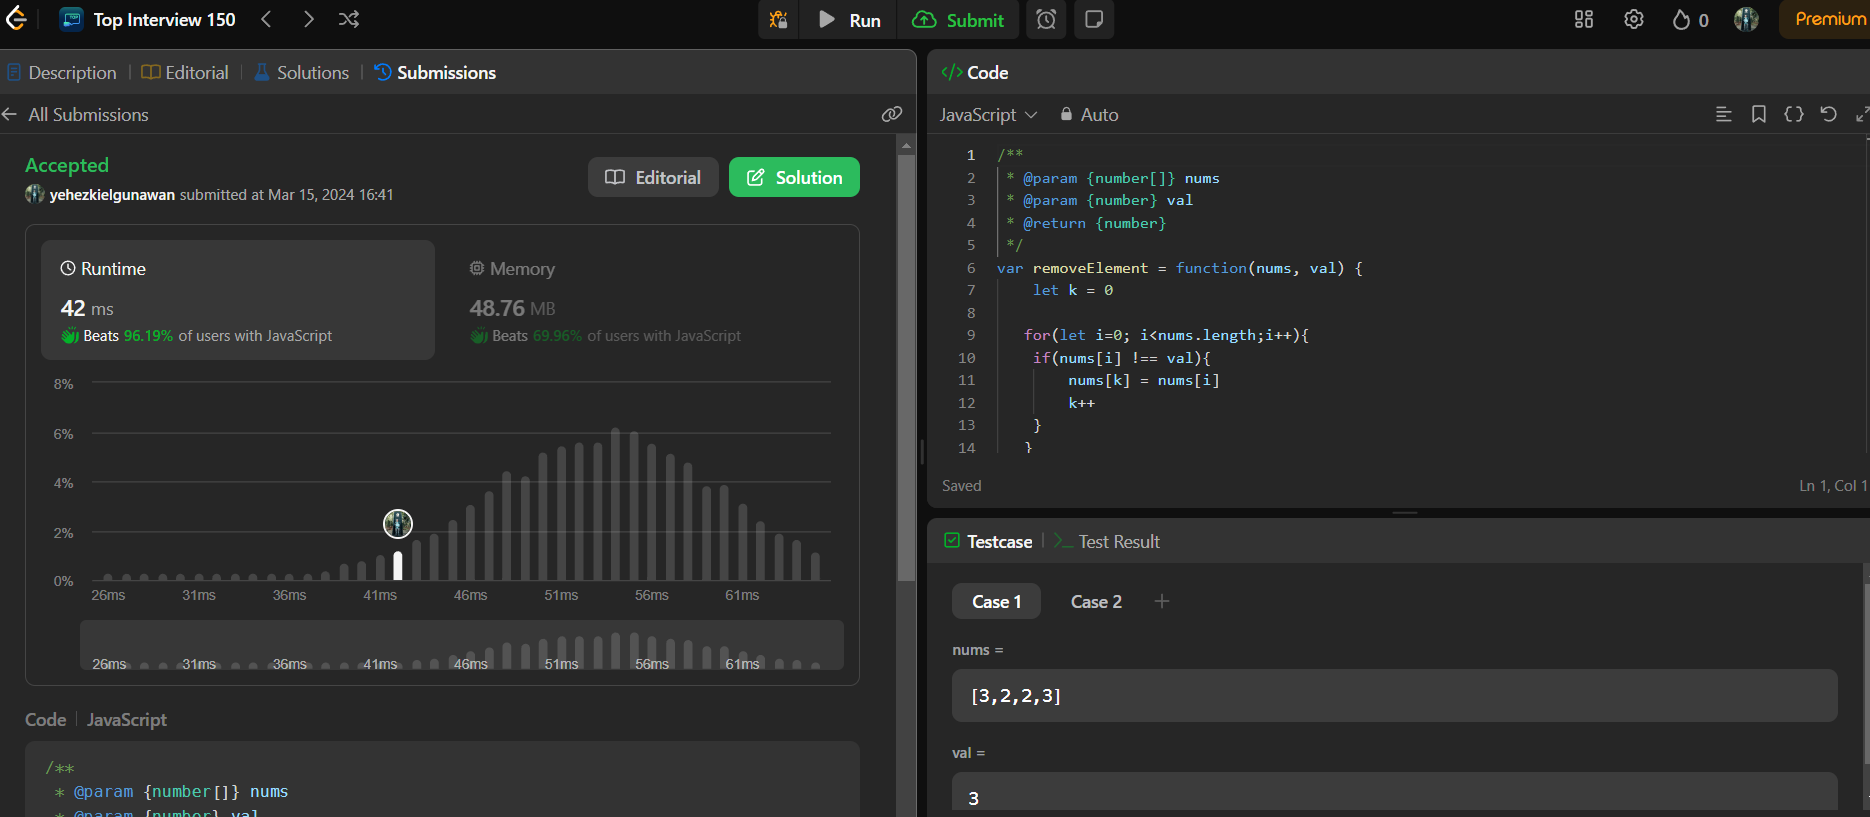 Top Interview 150
Run
Submit
0
Premium
Description | Editorial | Solutions | Submissions
All Submissions
Accepted
yehezkielgunawan submitted at Mar 15, 2024 16:41
Editorial
Solution
Runtime
42 ms
Beats 96.19% of users with JavaScript
Memory
48.76 MB
Beats 69.96% of users with JavaScript
8%
6%
4%
2%
0%
26ms 31ms 36ms 41ms 46ms 51ms 56ms 61ms
26ms 31ms 36ms 41ms 46ms 51ms 56ms 61ms
Code | JavaScript
/**
* @param {number[]} nums
* @param {number} val
</> Code
JavaScript Auto
1 /**
2 * @param {number[]} nums
3 * @param {number} val
4 * @return {number}
5 */
6 var removeElement = function(nums, val) {
7 let k = 0
8
9 for(let i=0; i<nums.length;i++){
10 if(nums[i] !== val){
11 nums[k] = nums[i]
12 k++
13 }
14 }
Saved
Ln 1, Col 1
Testcase | >_ Test Result
Case 1 Case 2 +
nums =
[3,2,2,3]
val =
3